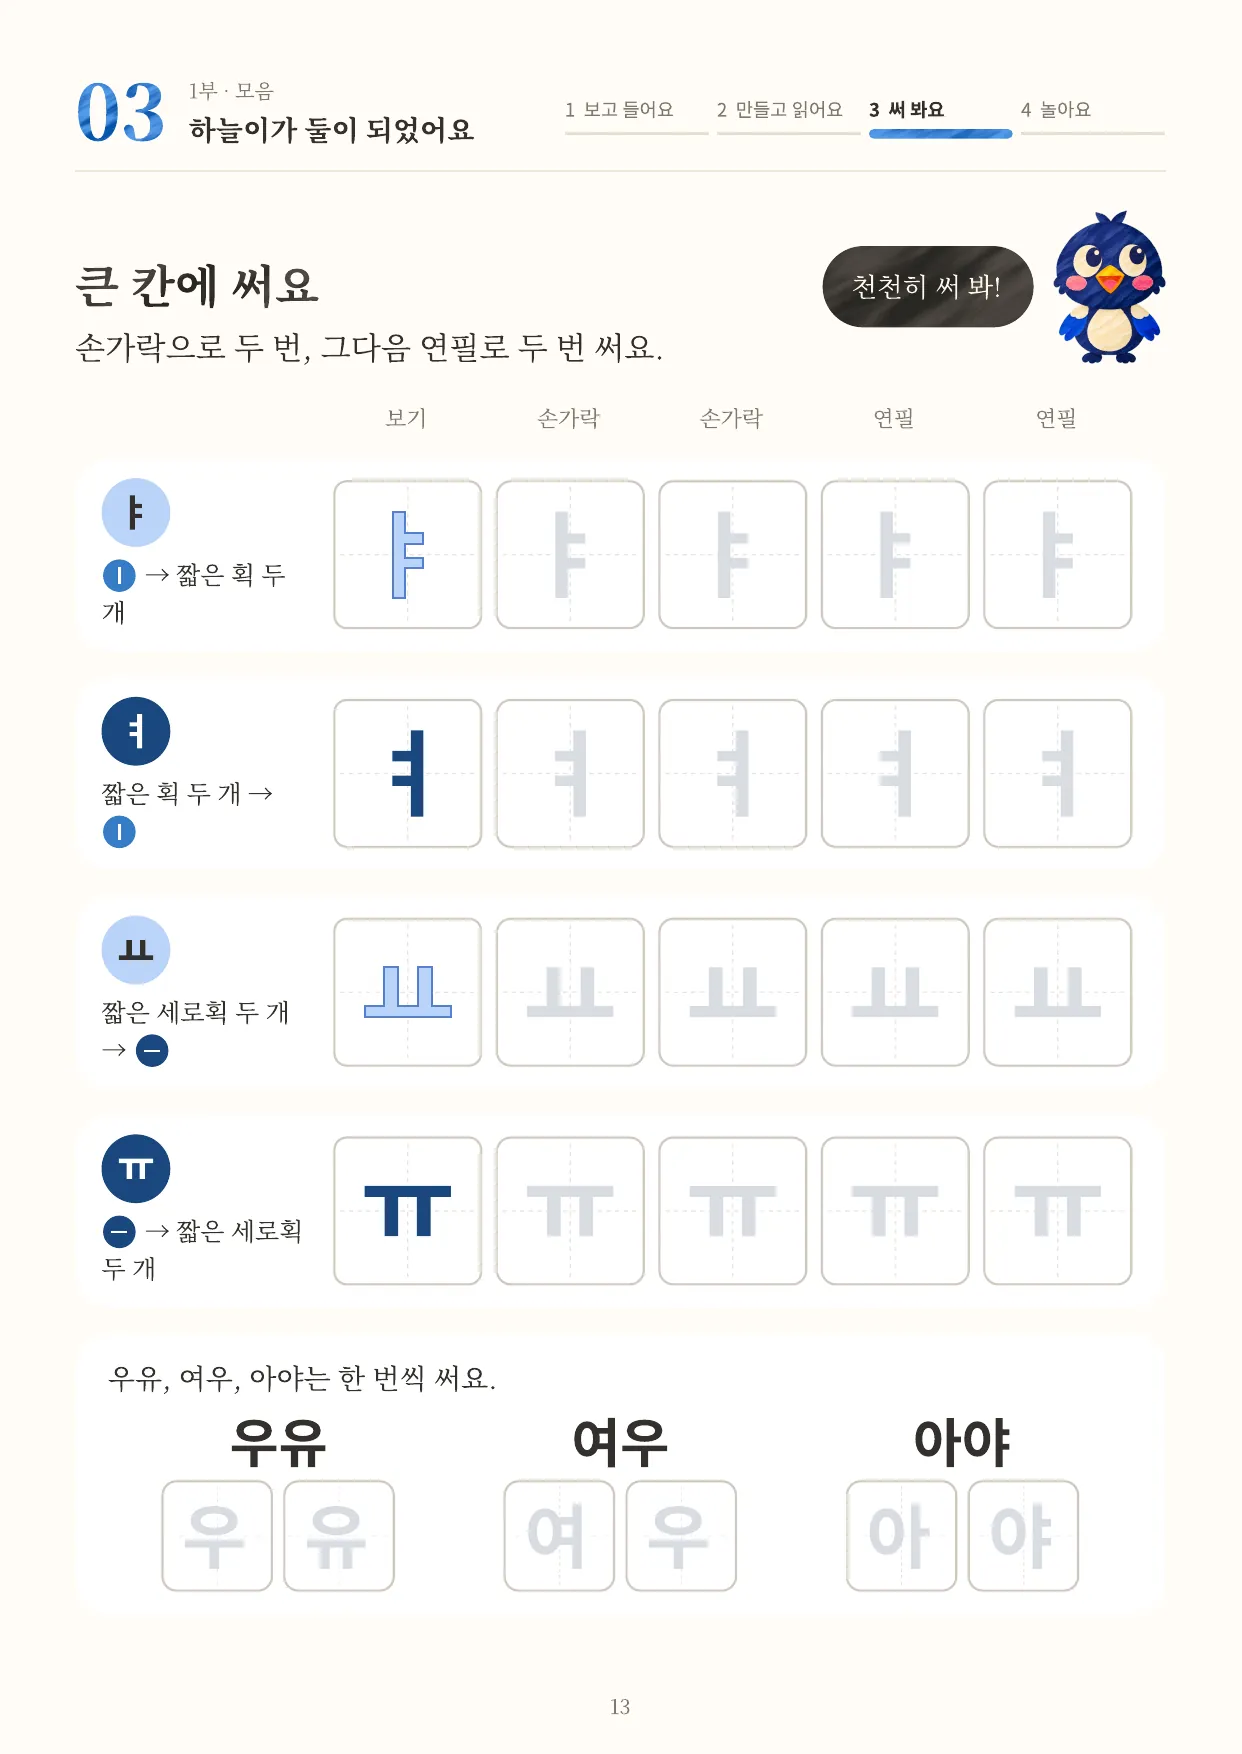 03
1부 · 모음
하늘이가 둘이 되었어요
1 보고 들어요 2 만들고 읽어요 3 써 봐요 4 놀아요
큰 칸에 써요
천천히 써 봐!
손가락으로 두 번, 그다음 연필로 두 번 써요.
보기 손가락 손가락 연필 연필
ㅑ
ㅣ → 짧은 획 두
개
ㅑ ㅑ ㅑ ㅑ ㅑ
ㅕ
짧은 획 두 개 →
ㅣ
ㅕ ㅕ ㅕ ㅕ ㅕ
ㅛ
짧은 세로획 두 개
→ ㅡ
ㅛ ㅛ ㅛ ㅛ ㅛ
ㅠ
ㅡ → 짧은 세로획
두 개
ㅠ ㅠ ㅠ ㅠ ㅠ
우유, 여우, 아야는 한 번씩 써요.
우유 여우 아야
우 유 여 우 아 야
13